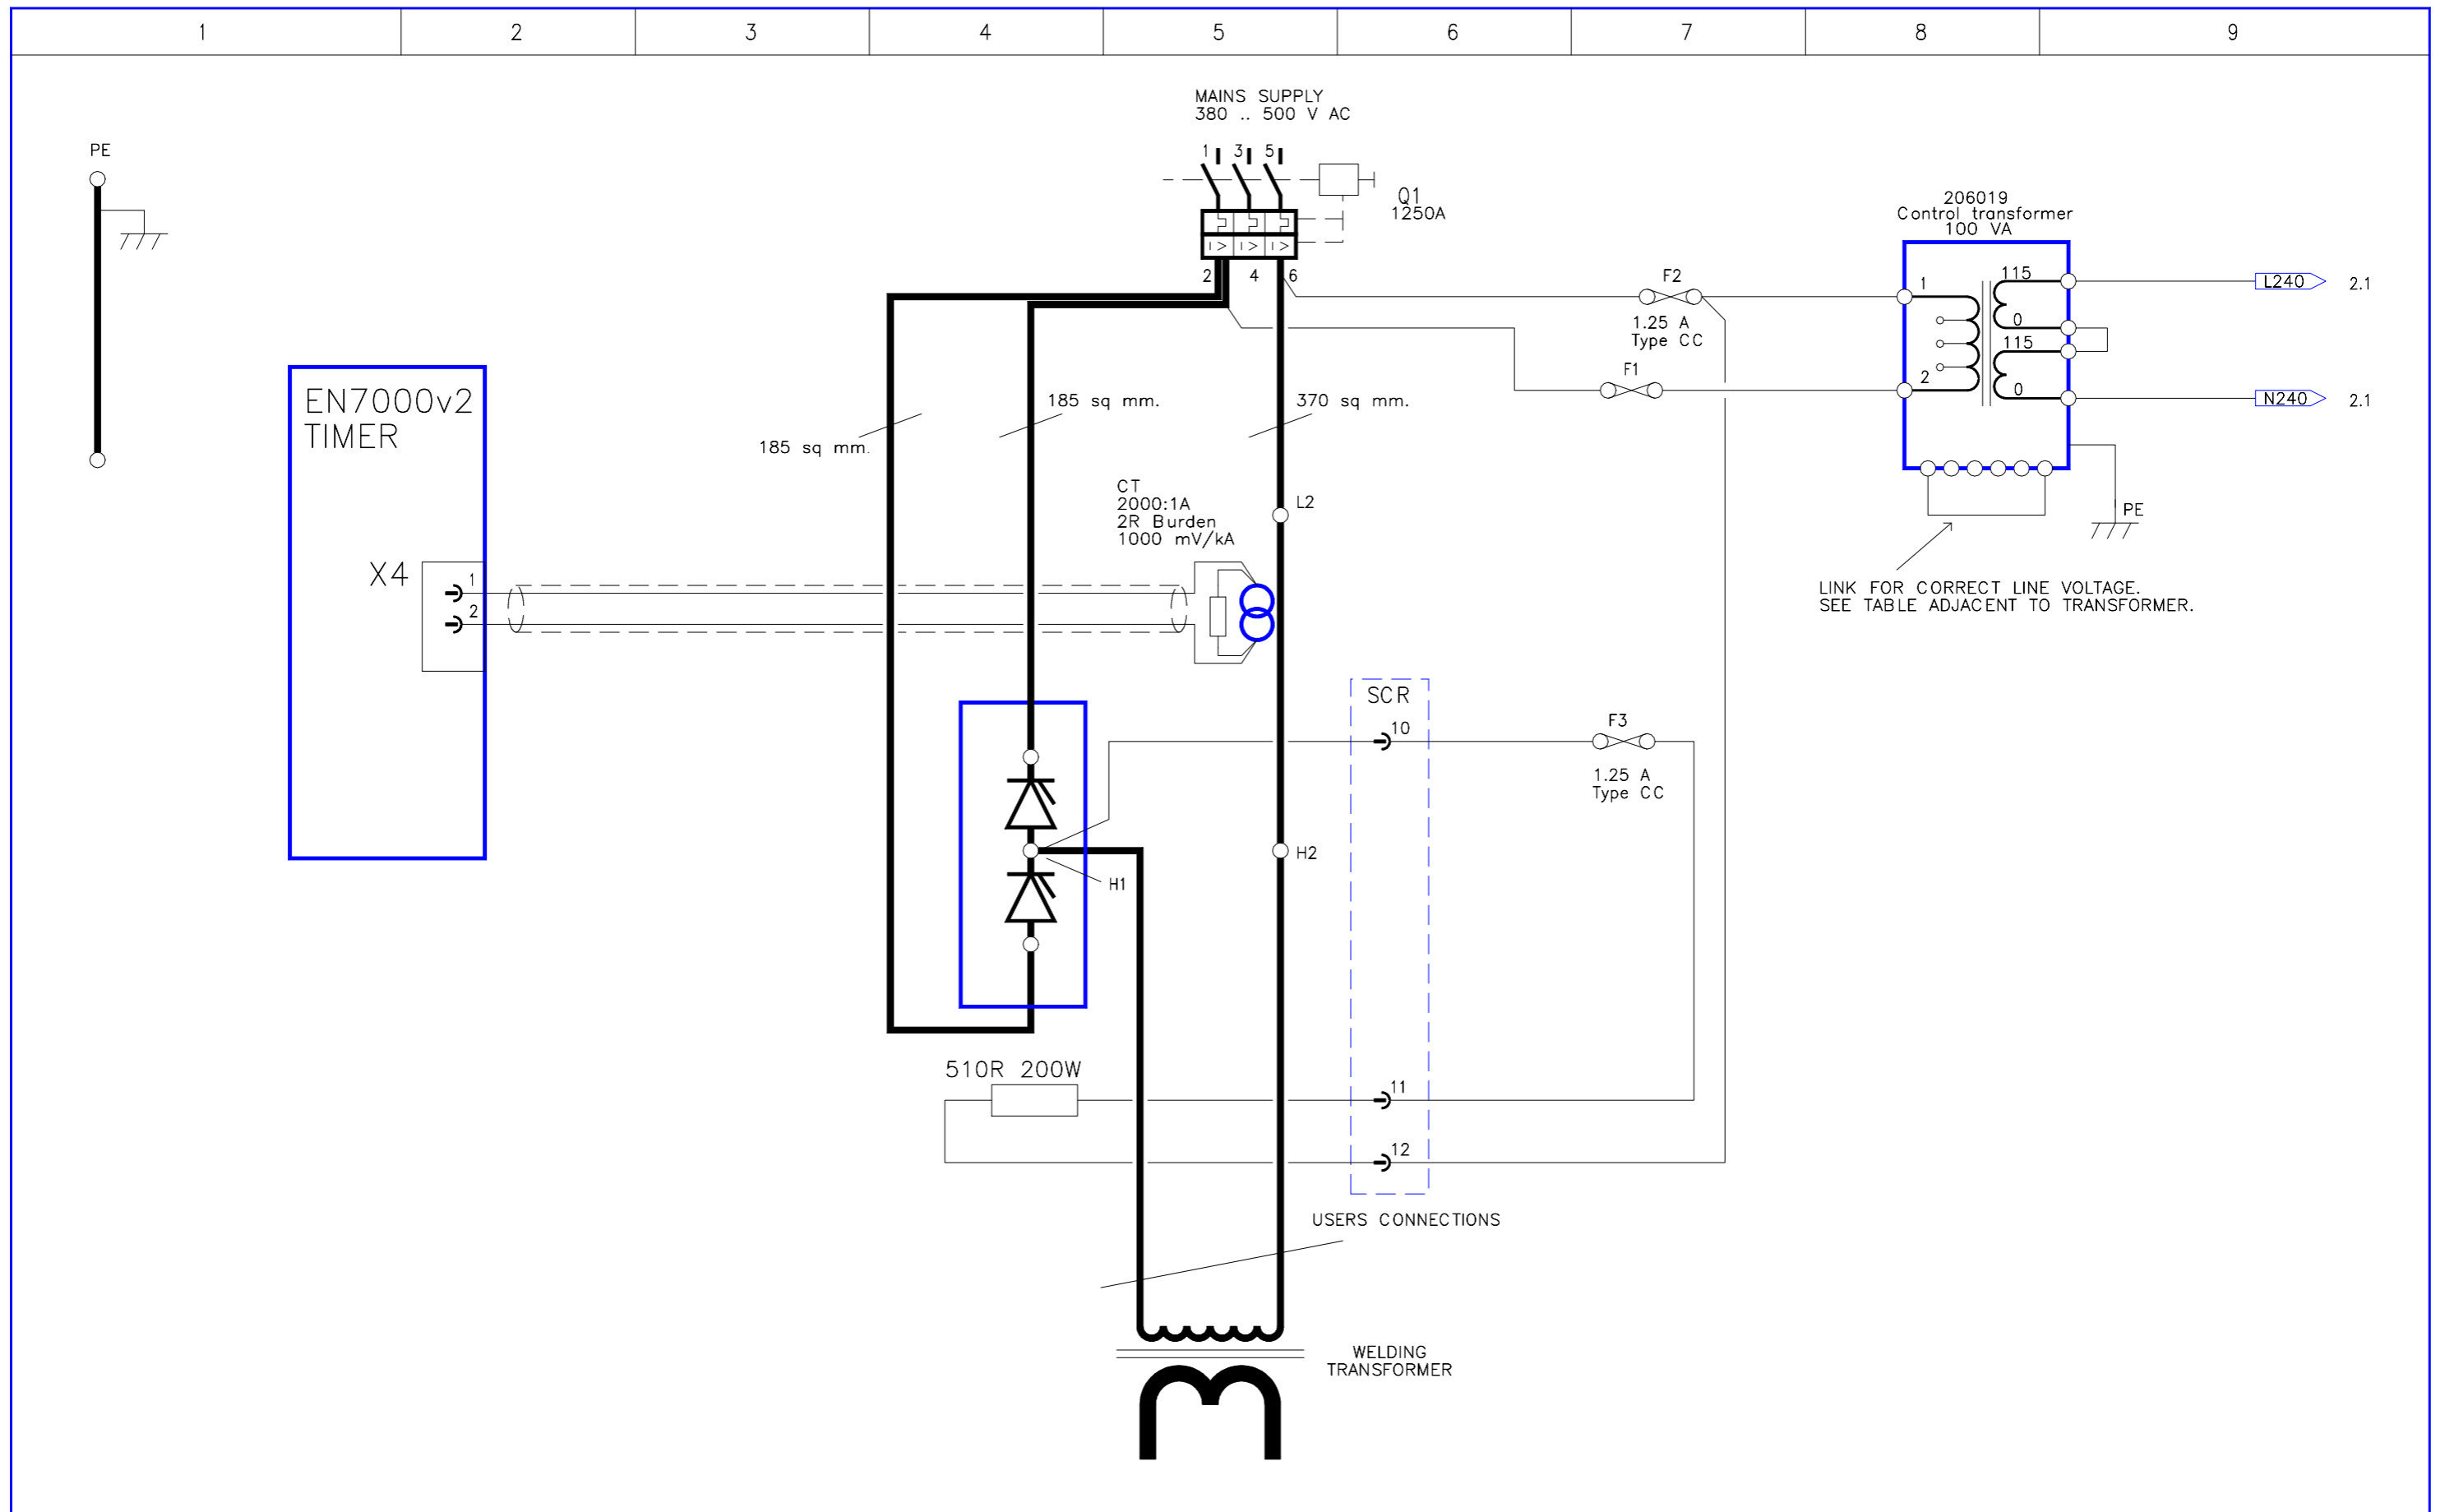 1 2 3 4 5 6 7 8 9
MAINS SUPPLY
380 .. 500 V AC
PE
1 3 5
Q1
1250A
206019
Control transformer
100 VA
I > I > I >
2 4 6
F2
1.25 A
Type CC
F1
1 115
0
115
2 0
L240 2.1
N240 2.1
EN7000v2
TIMER
185 sq mm.
185 sq mm.
370 sq mm.
CT
2000:1A
2R Burden
1000 mV/kA
L2
PE
X4
1
2
LINK FOR CORRECT LINE VOLTAGE.
SEE TABLE ADJACENT TO TRANSFORMER.
SCR
10
F3
1.25 A
Type CC
H2
H1
510R 200W
11
12
USERS CONNECTIONS
WELDING
TRANSFORMER